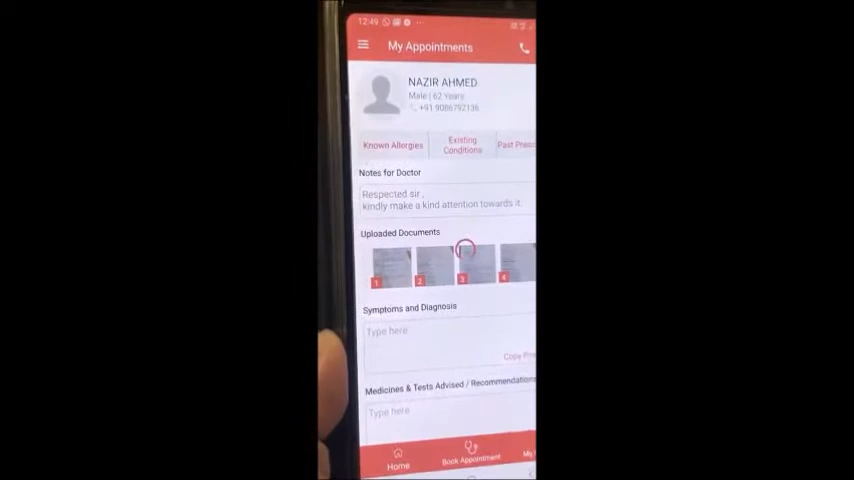 12:49
My Appointments
NAZIR AHMED
Male | 62 Years
+91 9086792136
Known Allergies
Existing
Conditions
Past
Notes for Doctor
Respected sir ,
kindly make a kind attention towards it.
Uploaded Documents
1 2 3 4
Symptoms and Diagnosis
Type here
Copy
Medicines & Tests Advised / Recommendations
Type here
Home
Book Appointment
My